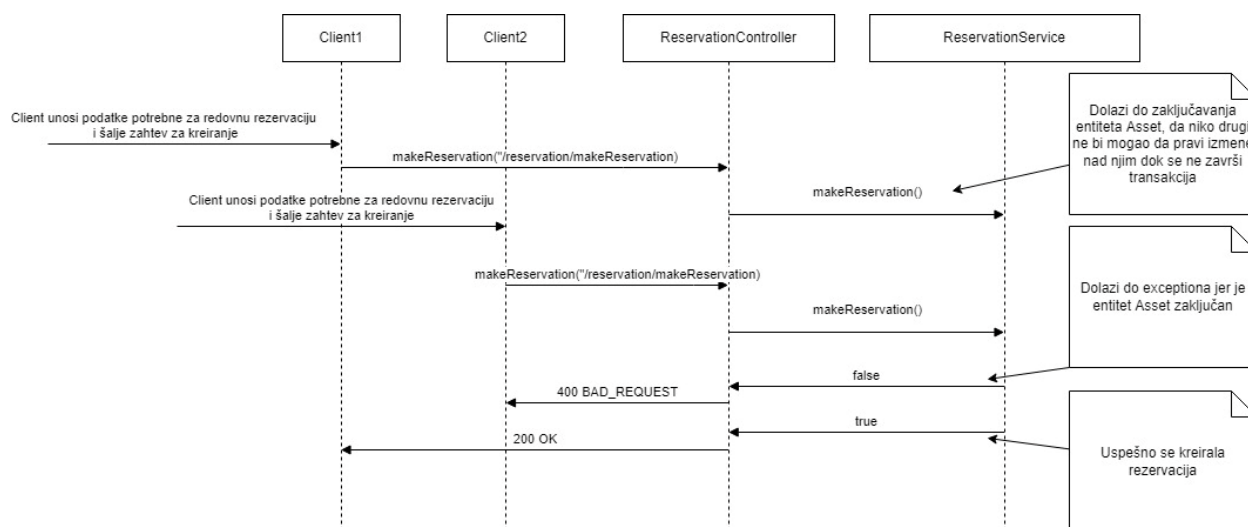 Client1
Client2
ReservationController
ReservationService
Client unosi podatke potrebne za redovnu rezervaciju
i šalje zahtev za kreiranje
makeReservation("/reservation/makeReservation)
Dolazi do zaključavanja
entiteta Asset, da niko drugi
ne bi mogao da pravi izmene
nad njim dok se ne završi
transakcija
makeReservation()
Client unosi podatke potrebne za redovnu rezervaciju
i šalje zahtev za kreiranje
makeReservation("/reservation/makeReservation)
makeReservation()
Dolazi do exceptiona jer je
entitet Asset zaključan
false
400 BAD_REQUEST
true
200 OK
Uspešno se kreirala
rezervacija